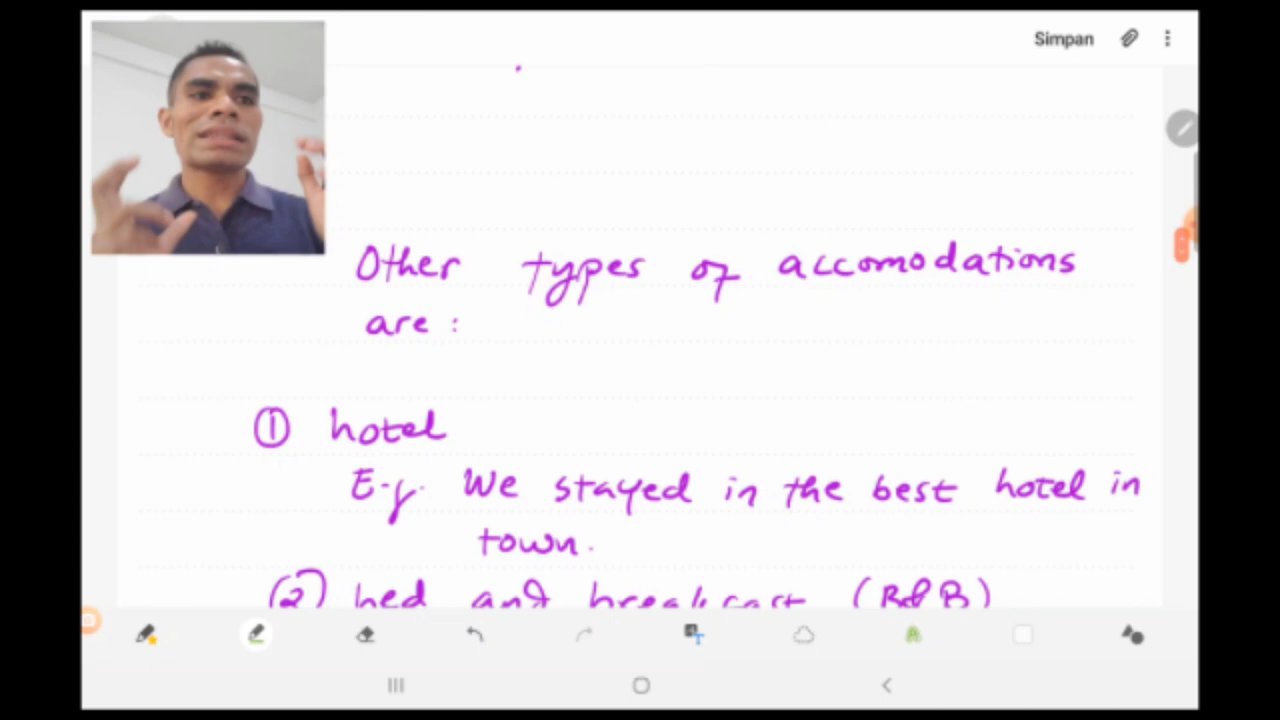 Simpan
Other types of accomodations
are :
① hotel
E.g. We stayed in the best hotel in
town.
(2) bed and breakfast (B&B)